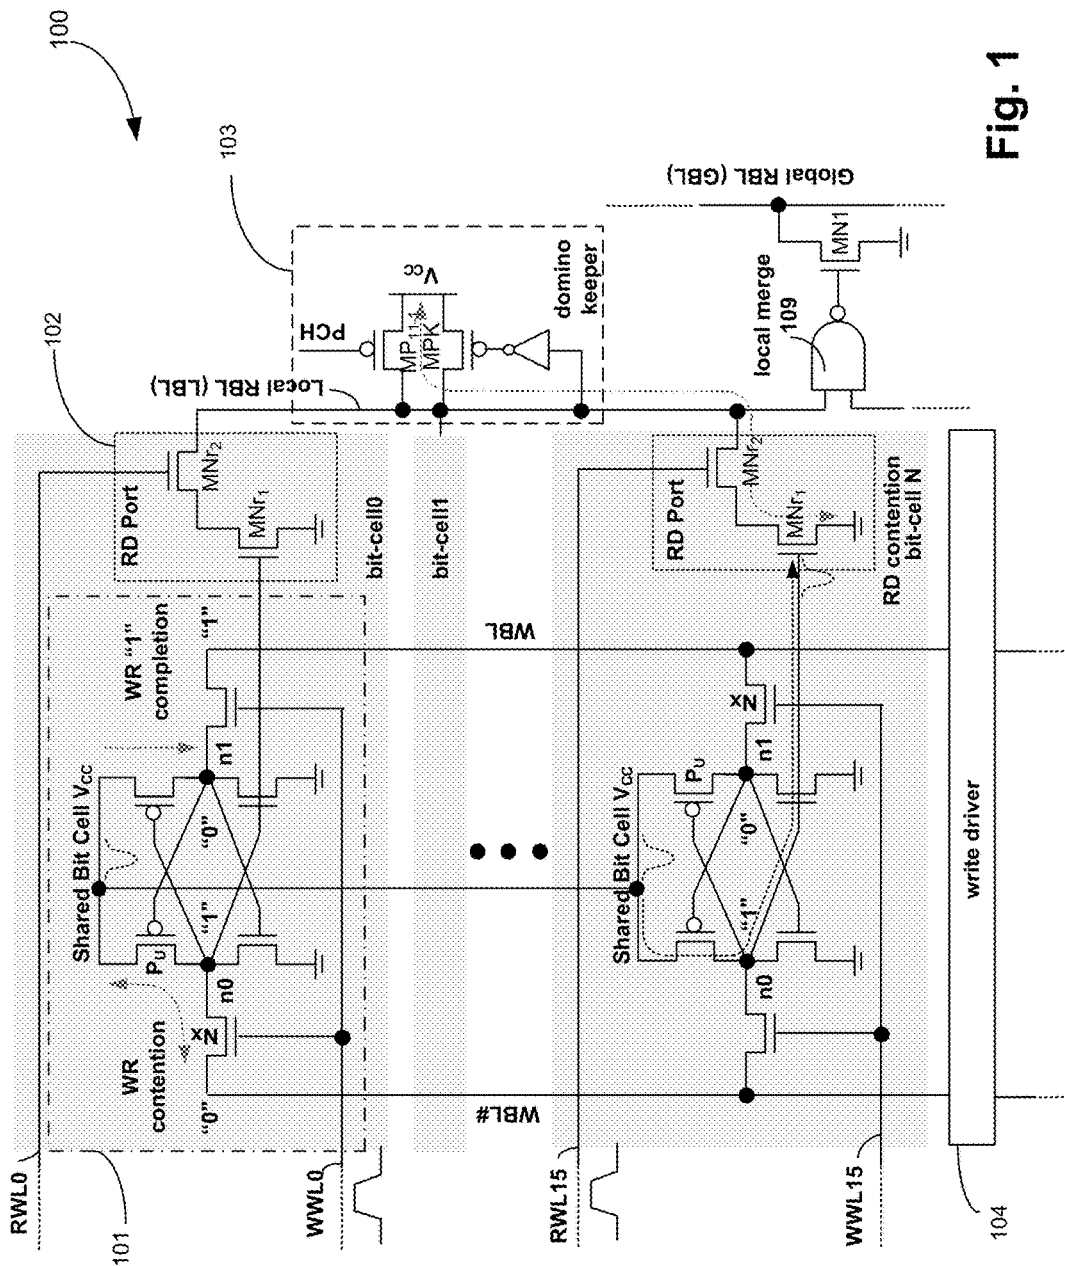 100
103
102
101
104
RWL0
WWL0
RWL15
WWL15
Shared Bit Cell VCC
WR
contention
WR “1”
completion
“0”
“1”
“1”
“0”
n0
n1
Nx
PU
RD Port
MNr2
MNr1
bit-cell0
bit-cell1
Local RBL (LBL)
PCH
VCC
MPK
domino
keeper
WBL
WBL#
Shared Bit Cell VCC
PU
“1”
“0”
n0
n1
Nx
RD Port
MNr2
MNr1
RD contention
bit-cell N
local merge
109
MN1
Global RBL (GBL)
write driver
Fig. 1